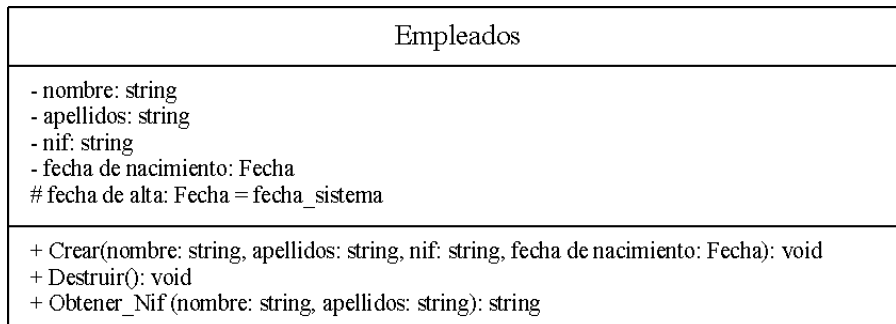 Empleados
- nombre: string
- apellidos: string
- nif: string
- fecha de nacimiento: Fecha
# fecha de alta: Fecha = fecha_sistema
+ Crear(nombre: string, apellidos: string, nif: string, fecha de nacimiento: Fecha): void
+ Destruir(): void
+ Obtener_Nif (nombre: string, apellidos: string): string